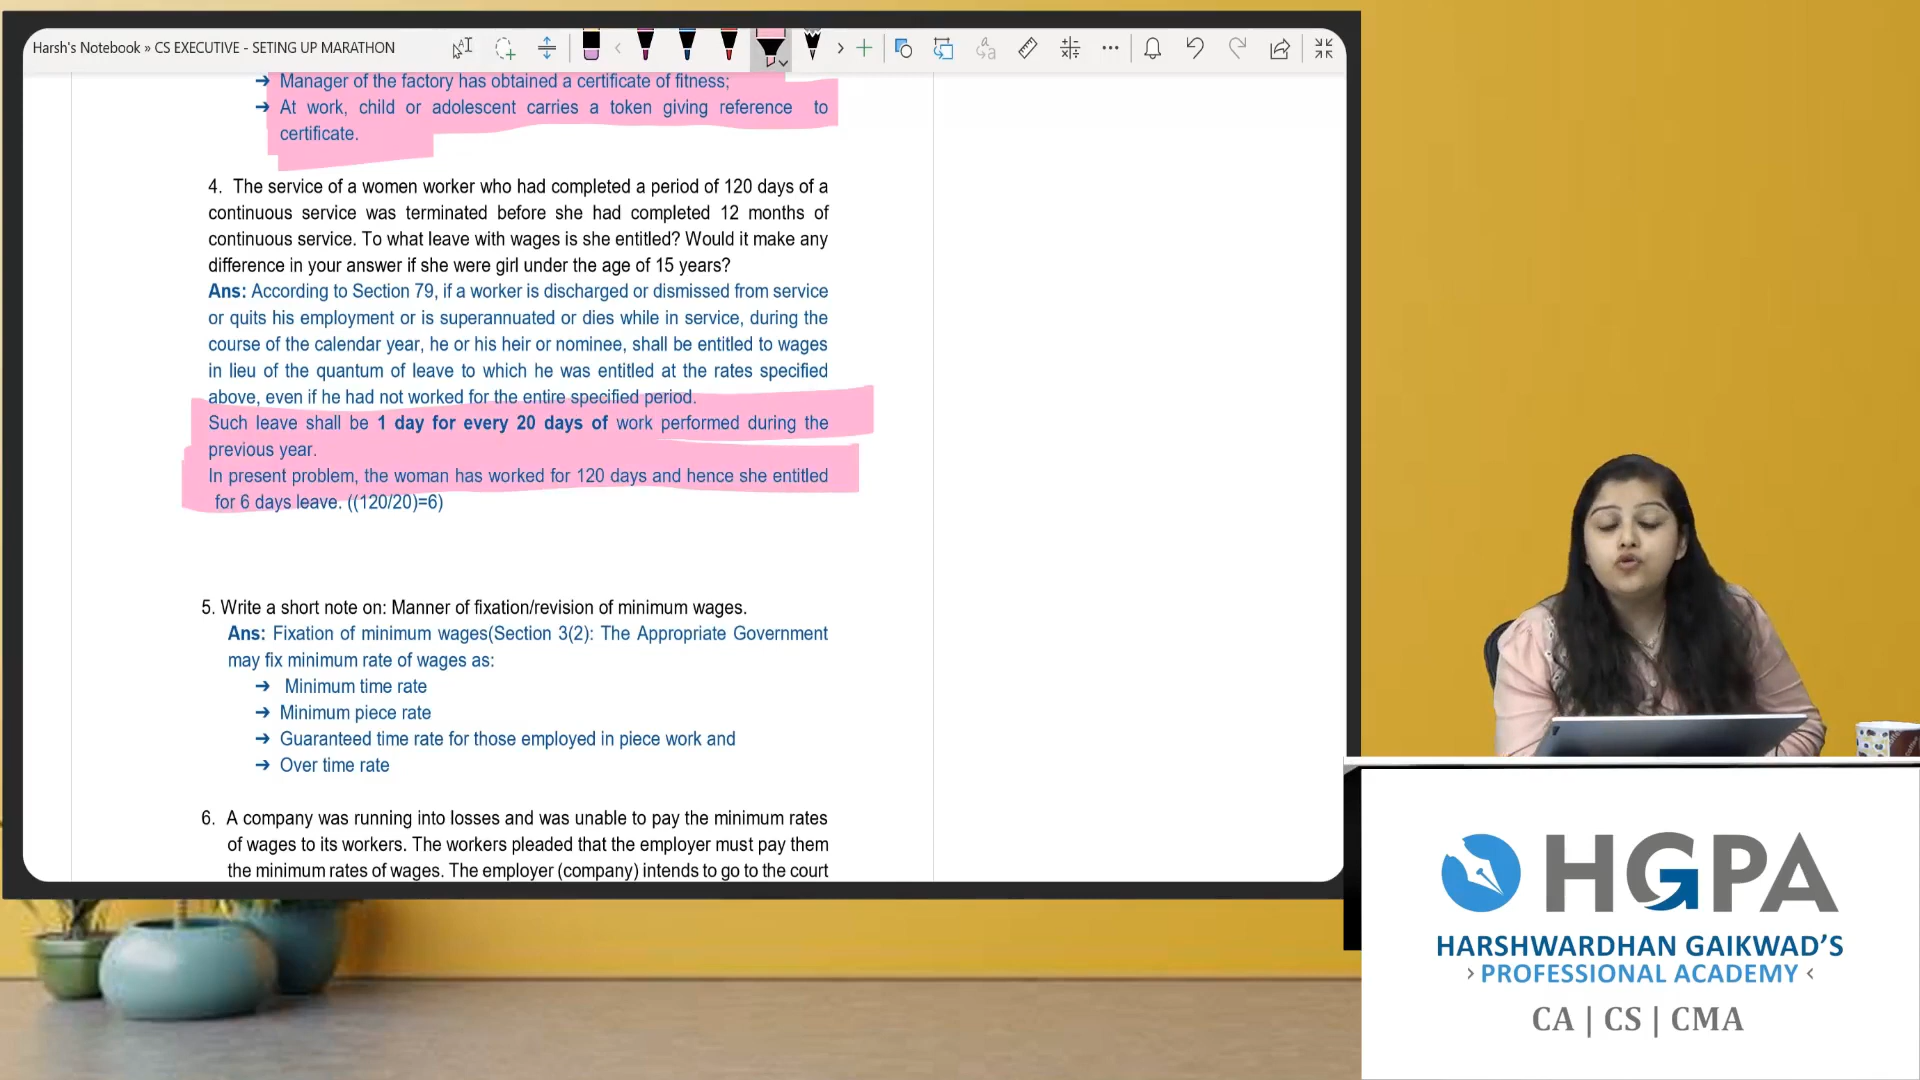 Harsh's Notebook » CS EXECUTIVE - SETING UP MARATHON
➔ Manager of the factory has obtained a certificate of fitness;
➔ At work, child or adolescent carries a token giving reference to
certificate.
4. The service of a women worker who had completed a period of 120 days of a
continuous service was terminated before she had completed 12 months of
continuous service. To what leave with wages is she entitled? Would it make any
difference in your answer if she were girl under the age of 15 years?
Ans: According to Section 79, if a worker is discharged or dismissed from service
or quits his employment or is superannuated or dies while in service, during the
course of the calendar year, he or his heir or nominee, shall be entitled to wages
in lieu of the quantum of leave to which he was entitled at the rates specified
above, even if he had not worked for the entire specified period.
Such leave shall be 1 day for every 20 days of work performed during the
previous year.
In present problem, the woman has worked for 120 days and hence she entitled
for 6 days leave. ((120/20)=6)
5. Write a short note on: Manner of fixation/revision of minimum wages.
Ans: Fixation of minimum wages(Section 3(2): The Appropriate Government
may fix minimum rate of wages as:
➔ Minimum time rate
➔ Minimum piece rate
➔ Guaranteed time rate for those employed in piece work and
➔ Over time rate
6. A company was running into losses and was unable to pay the minimum rates
of wages to its workers. The workers pleaded that the employer must pay them
the minimum rates of wages. The employer (company) intends to go to the court
HGPA
HARSHWARDHAN GAIKWAD'S
› PROFESSIONAL ACADEMY ‹
CA | CS | CMA